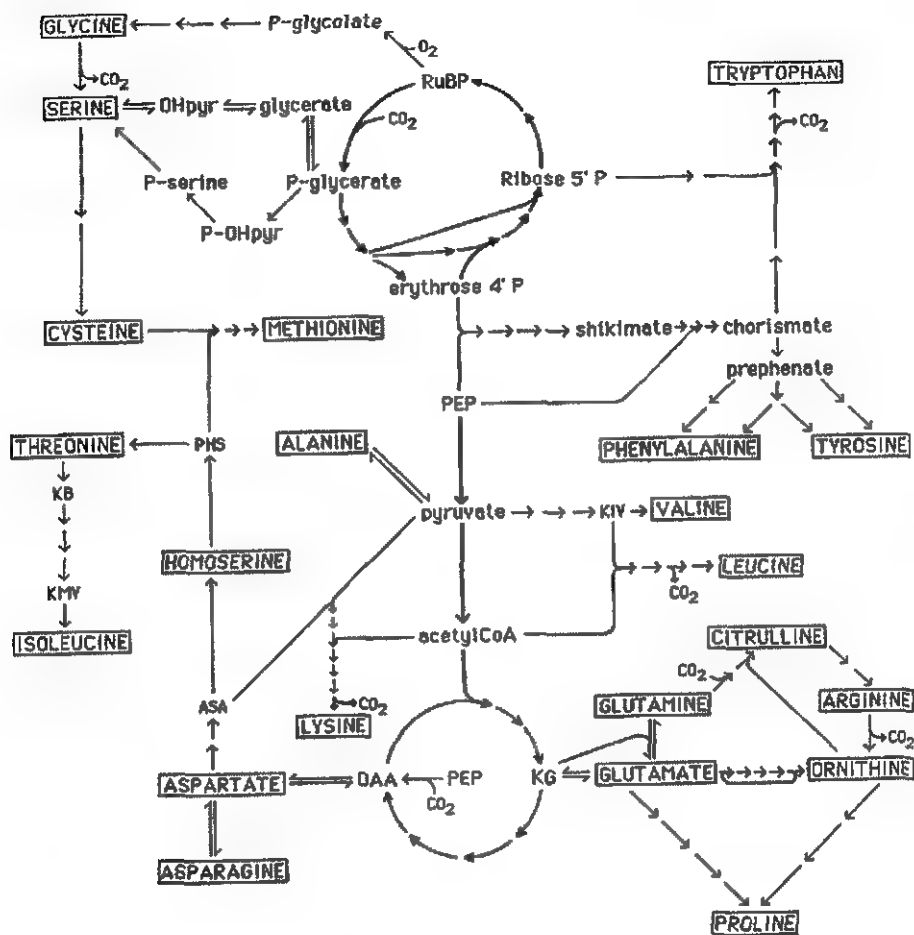 GLYCINE P-glycolate
O₂
CO₂ RuBP TRYPTOPHAN
SERINE OHpyr glycerate CO₂ CO₂
P-serine P-glycerate Ribose 5' P
P-OHpyr
erythrose 4' P
CYSTEINE METHIONINE shikimate chorismate
prephenate
PEP
THREONINE PHS ALANINE PHENYLALANINE TYROSINE
KB
pyruvate KIV VALINE
HOMOSERINE LEUCINE
KMV CO₂
ISOLEUCINE acetylCoA CITRULLINE
CO₂
ASA CO₂ GLUTAMINE ARGININE
LYSINE CO₂
ASPARTATE OAA PEP KG GLUTAMATE ORNITHINE
CO₂
ASPARAGINE
PROLINE